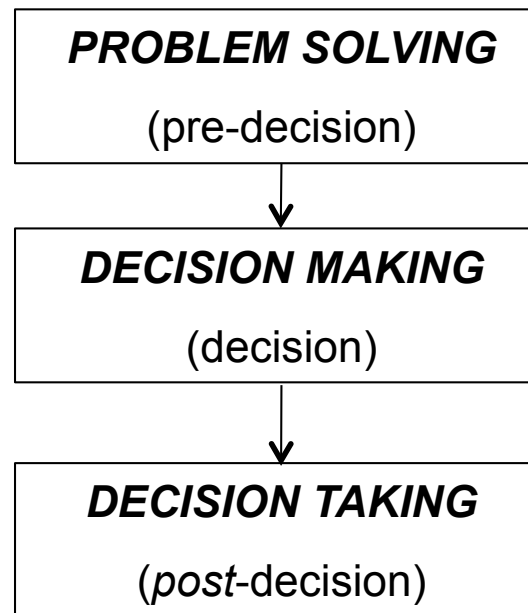 PROBLEM SOLVING
(pre-decision)
DECISION MAKING
(decision)
DECISION TAKING
(post-decision)